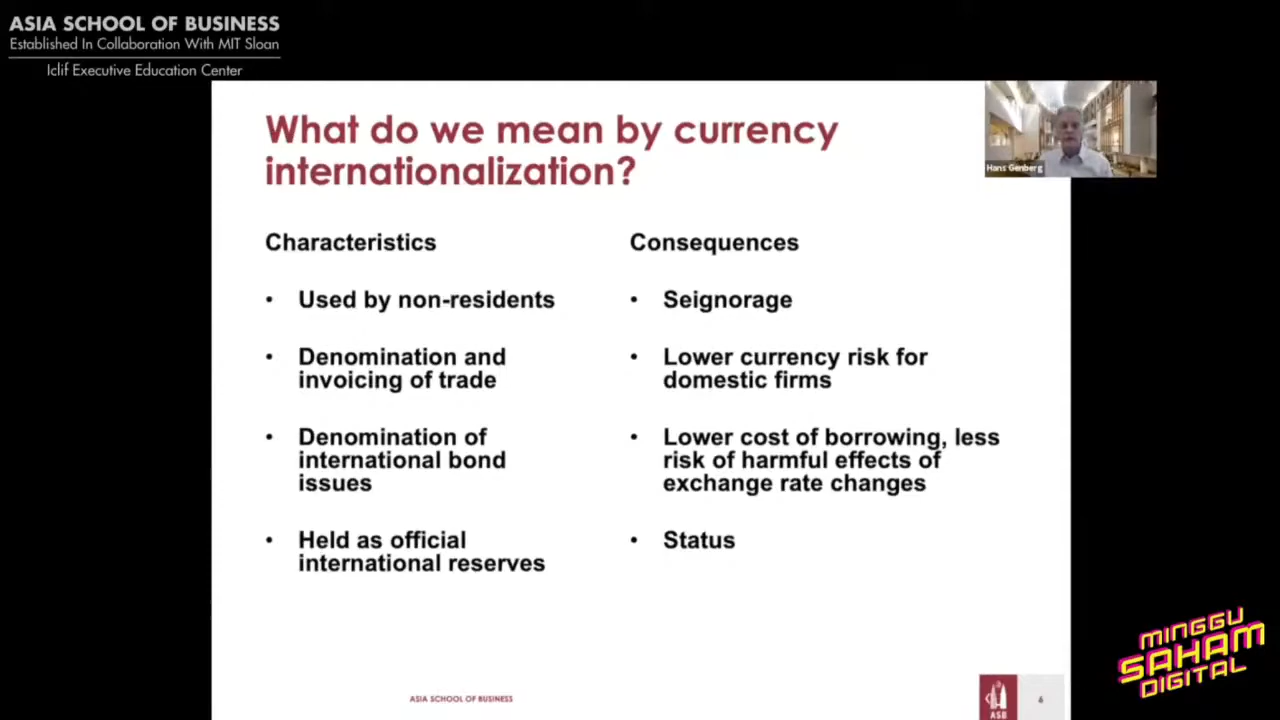 ASIA SCHOOL OF BUSINESS
Established In Collaboration With MIT Sloan
Iclif Executive Education Center
What do we mean by currency
internationalization?
Hans Genberg
Characteristics
• Used by non-residents
• Denomination and
invoicing of trade
• Denomination of
international bond
issues
• Held as official
international reserves
Consequences
• Seignorage
• Lower currency risk for
domestic firms
• Lower cost of borrowing, less
risk of harmful effects of
exchange rate changes
• Status
ASIA SCHOOL OF BUSINESS
ASB
6
MINGGU
SAHAM
DIGITAL